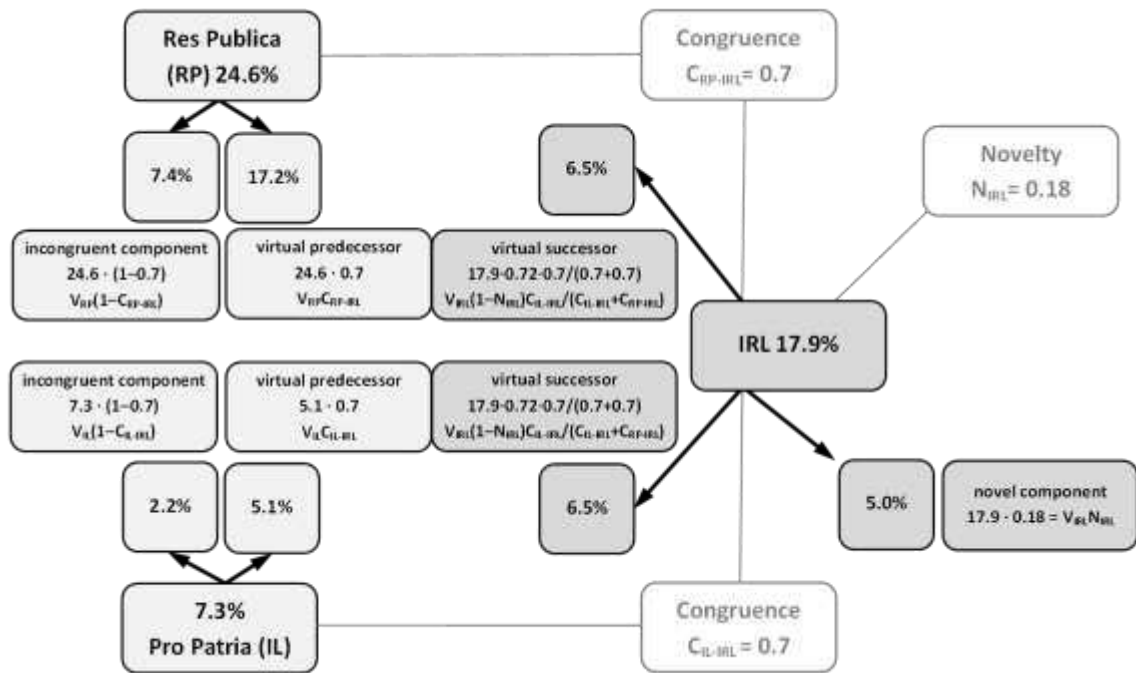 Res Publica
(RP) 24.6%
Congruence
C_RP-IRL = 0.7
7.4%
17.2%
6.5%
Novelty
N_IRL = 0.18
incongruent component
24.6 · (1–0.7)
V_RP(1–C_RP-IRL)
virtual predecessor
24.6 · 0.7
V_RPC_RP-IRL
virtual successor
17.9·0.72·0.7/(0.7+0.7)
V_IRL(1–N_IRL)C_IL-IRL/(C_IL-IRL+C_RP-IRL)
IRL 17.9%
incongruent component
7.3 · (1–0.7)
V_IL(1–C_IL-IRL)
virtual predecessor
5.1 · 0.7
V_ILC_IL-IRL
virtual successor
17.9·0.72·0.7/(0.7+0.7)
V_IRL(1–N_IRL)C_IL-IRL/(C_IL-IRL+C_RP-IRL)
2.2%
5.1%
6.5%
5.0%
novel component
17.9 · 0.18 = V_IRLN_IRL
7.3%
Pro Patria (IL)
Congruence
C_IL-IRL = 0.7